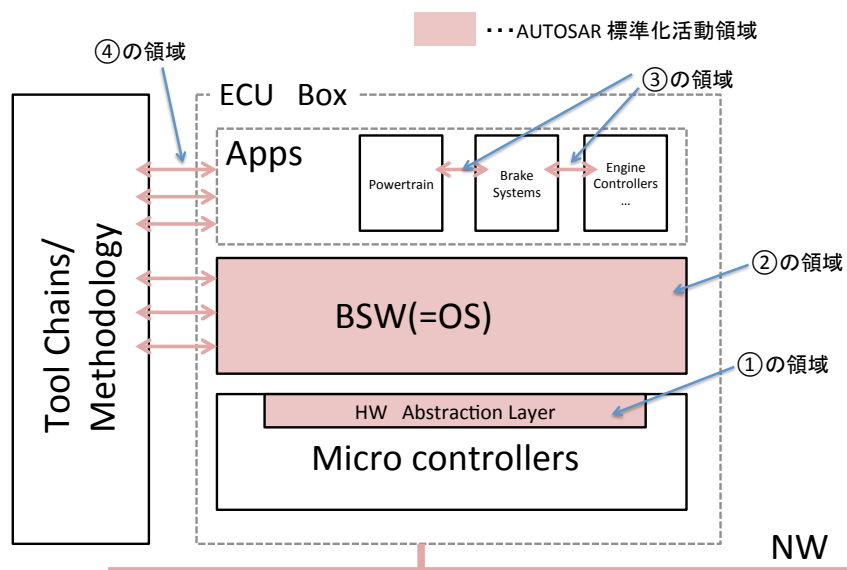 ・・・AUTOSAR 標準化活動領域
④の領域
③の領域
ECU Box
Apps
Powertrain
Brake
Systems
Engine
Controllers
…
Tool Chains/
Methodology
②の領域
BSW(=OS)
①の領域
HW Abstraction Layer
Micro controllers
NW